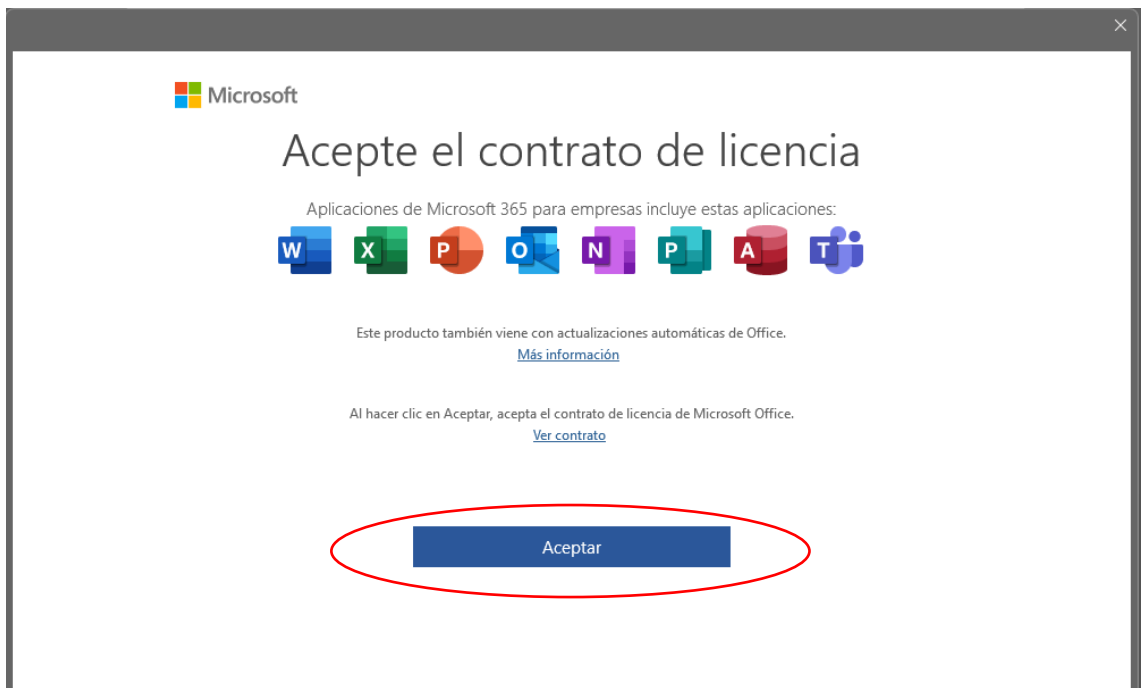 Microsoft
Acepte el contrato de licencia
Aplicaciones de Microsoft 365 para empresas incluye estas aplicaciones:
W X P O N P A T
Este producto también viene con actualizaciones automáticas de Office.
Más información
Al hacer clic en Aceptar, acepta el contrato de licencia de Microsoft Office.
Ver contrato
Aceptar